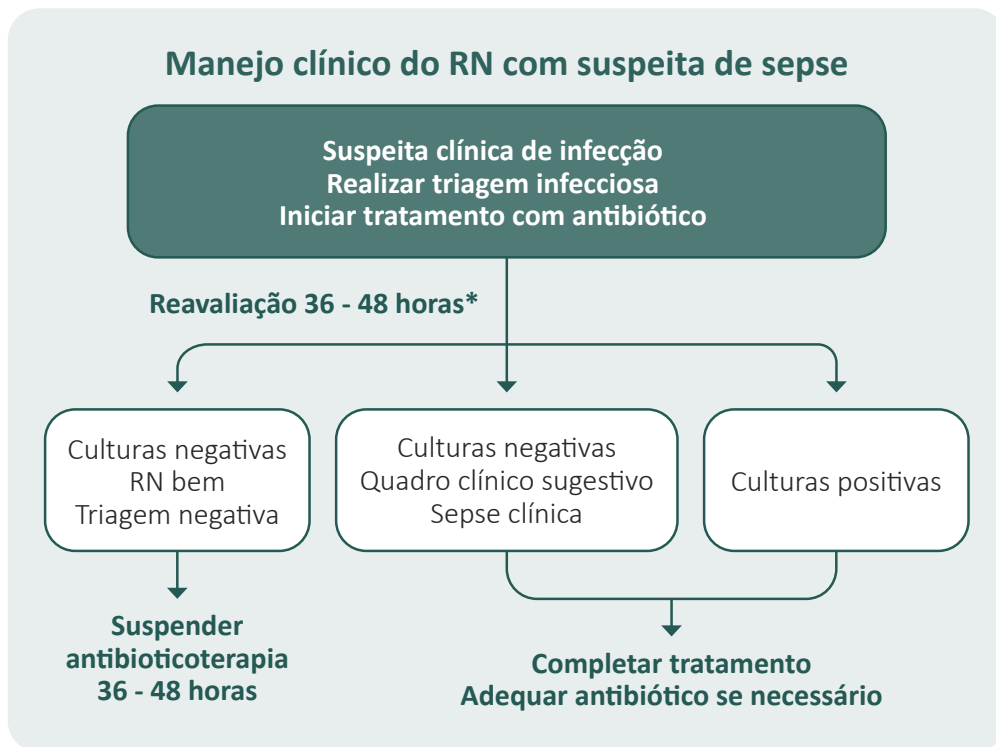 Manejo clínico do RN com suspeita de sepse
Suspeita clínica de infecção
Realizar triagem infecciosa
Iniciar tratamento com antibiótico
Reavaliação 36 - 48 horas*
Culturas negativas
RN bem
Triagem negativa
Culturas negativas
Quadro clínico sugestivo
Sepse clínica
Culturas positivas
Suspender
antibioticoterapia
36 - 48 horas
Completar tratamento
Adequar antibiótico se necessário